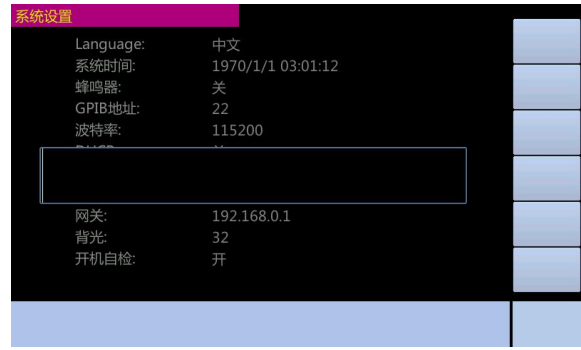 系统设置
Language: 中文
系统时间: 1970/1/1 03:01:12
蜂鸣器: 关
GPIB地址: 22
波特率: 115200
网关: 192.168.0.1
背光: 32
开机自检: 开